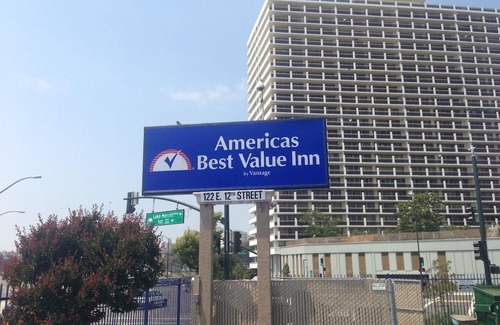 Americas
Best Value Inn
by Vantage
122 E. 12TH STREET